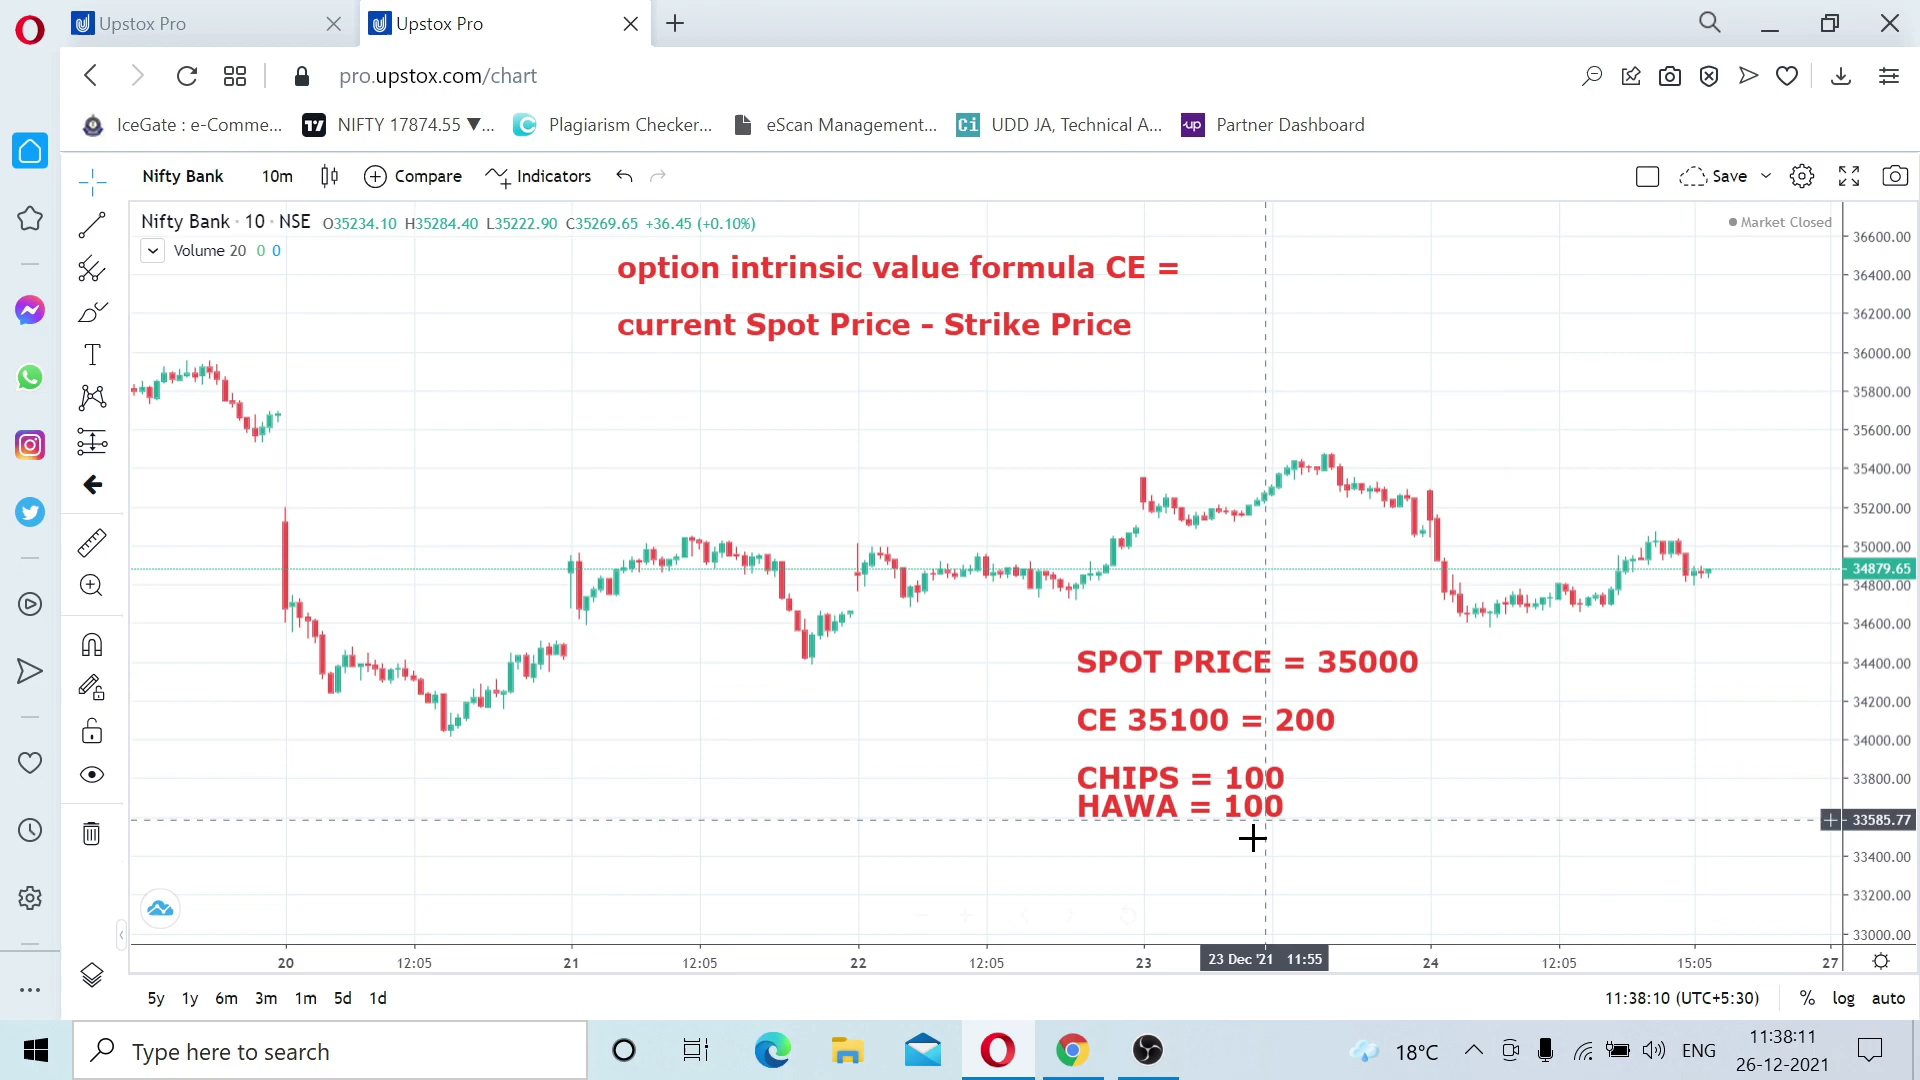 Upstox Pro
Upstox Pro
pro.upstox.com/chart
IceGate : e-Comme...
NIFTY 17874.55 ▼...
Plagiarism Checker...
eScan Management...
Ci UDD JA, Technical A...
up Partner Dashboard
Nifty Bank 10m Compare Indicators Save
Nifty Bank · 10 · NSE O35234.10 H35284.40 L35222.90 C35269.65 +36.45 (+0.10%)
Market Closed
Volume 20 0 0
option intrinsic value formula CE =
current Spot Price - Strike Price
SPOT PRICE = 35000
CE 35100 = 200
CHIPS = 100
HAWA = 100
36600.00
36400.00
36200.00
36000.00
35800.00
35600.00
35400.00
35200.00
35000.00
34879.65
34800.00
34600.00
34400.00
34200.00
34000.00
33800.00
33585.77
33400.00
33200.00
33000.00
20 12:05 21 12:05 22 12:05 23 23 Dec '21 11:55 24 12:05 15:05 27
5y 1y 6m 3m 1m 5d 1d
11:38:10 (UTC+5:30) % log auto
Type here to search
18°C
ENG
11:38:11
26-12-2021